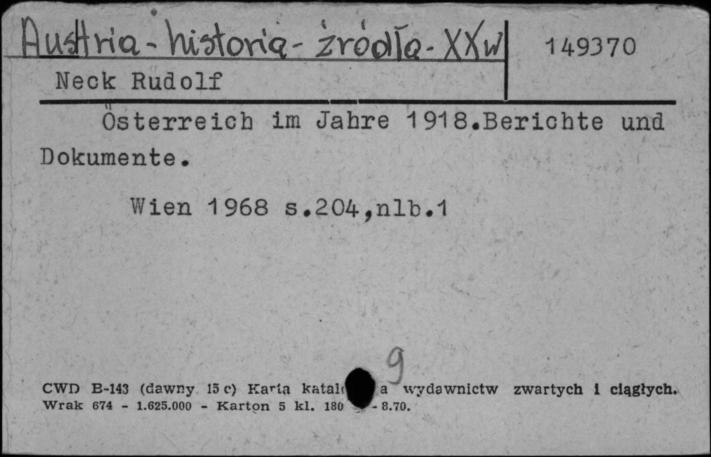 Austria - historia - źródła - XX w 149370
Neck Rudolf
Österreich im Jahre 1918.Berichte und
Dokumente.
Wien 1968 s.204,nlb.1
9
CWD B-143 (dawny 15 c) Karta a wydawnictw zwartych i ciągłych.
Wrak 674 - 1.625.000 - Karton 5 kl. 180 - 8.70.